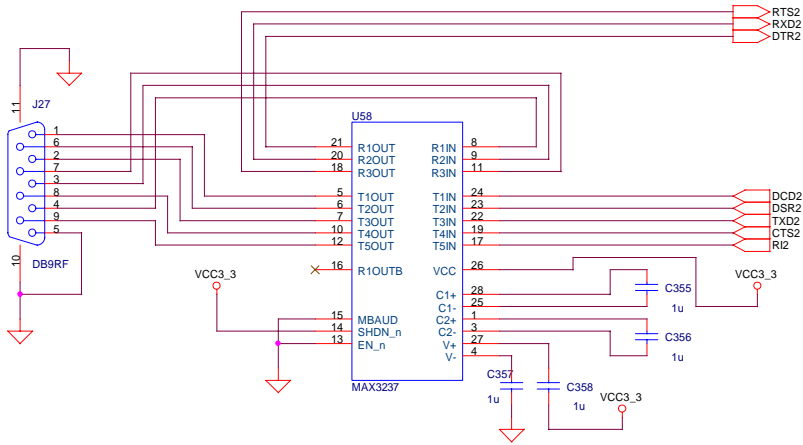 RTS2
RXD2
DTR2
11
J27
U58
1
6
2
7
3
8
4
9
5
10
DB9RF
21 R1OUT R1IN 8
20 R2OUT R2IN 9
18 R3OUT R3IN 11
5 T1OUT T1IN 24 DCD2
6 T2OUT T2IN 23 DSR2
7 T3OUT T3IN 22 TXD2
10 T4OUT T4IN 19 CTS2
12 T5OUT T5IN 17 RI2
16 R1OUTB VCC 26
VCC3_3
VCC3_3
C1+ 28
C1- 25
C355
1u
15 MBAUD C2+ 1
14 SHDN_n C2- 3
13 EN_n V+ 27
V- 4
C356
1u
MAX3237
C357
1u
C358
1u
VCC3_3